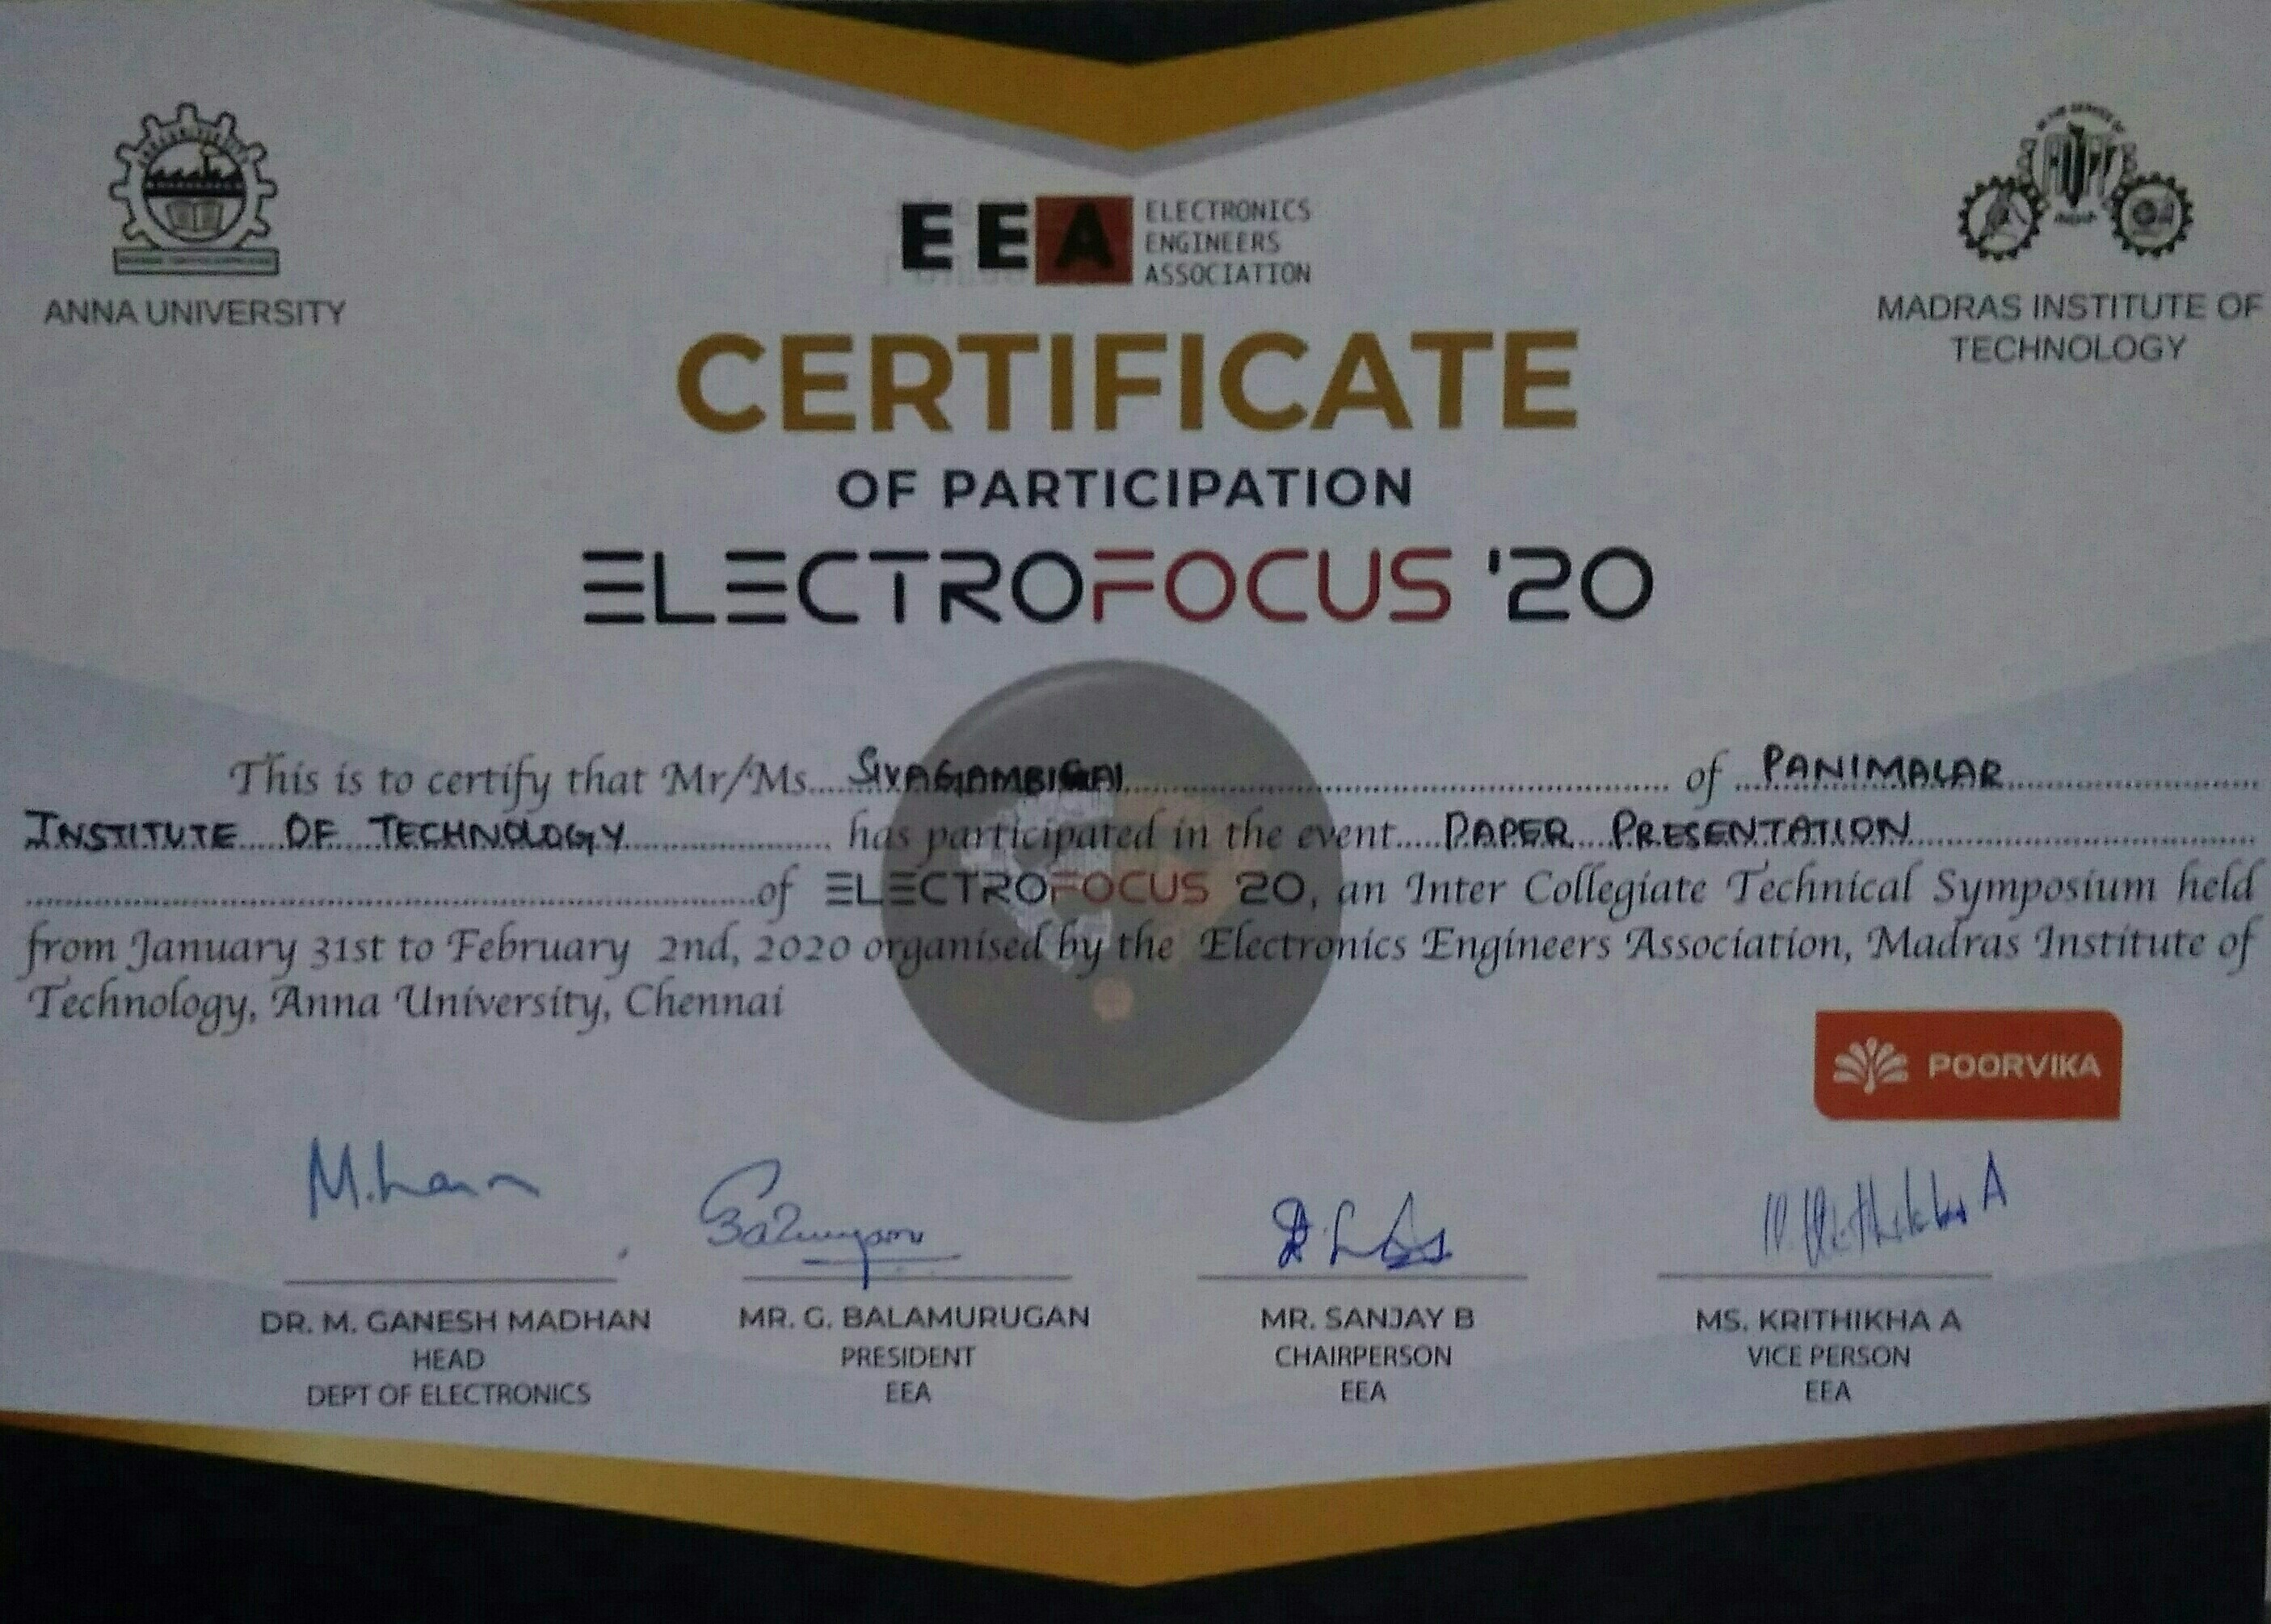 ANNA UNIVERSITY
EEA ELECTRONICS
ENGINEERS
ASSOCIATION
MADRAS INSTITUTE OF
TECHNOLOGY
CERTIFICATE
OF PARTICIPATION
ELECTROFOCUS '20
This is to certify that Mr/Ms. SIVAGAMBIGAI of PANIMALAR
INSTITUTE OF TECHNOLOGY has participated in the event PAPER PRESENTATION
of ELECTROFOCUS '20, an Inter Collegiate Technical Symposium held
from January 31st to February 2nd, 2020 organised by the Electronics Engineers Association, Madras Institute of
Technology, Anna University, Chennai
POORVIKA
DR. M. GANESH MADHAN
HEAD
DEPT OF ELECTRONICS
MR. G. BALAMURUGAN
PRESIDENT
EEA
MR. SANJAY B
CHAIRPERSON
EEA
MS. KRITHIKHA A
VICE PERSON
EEA